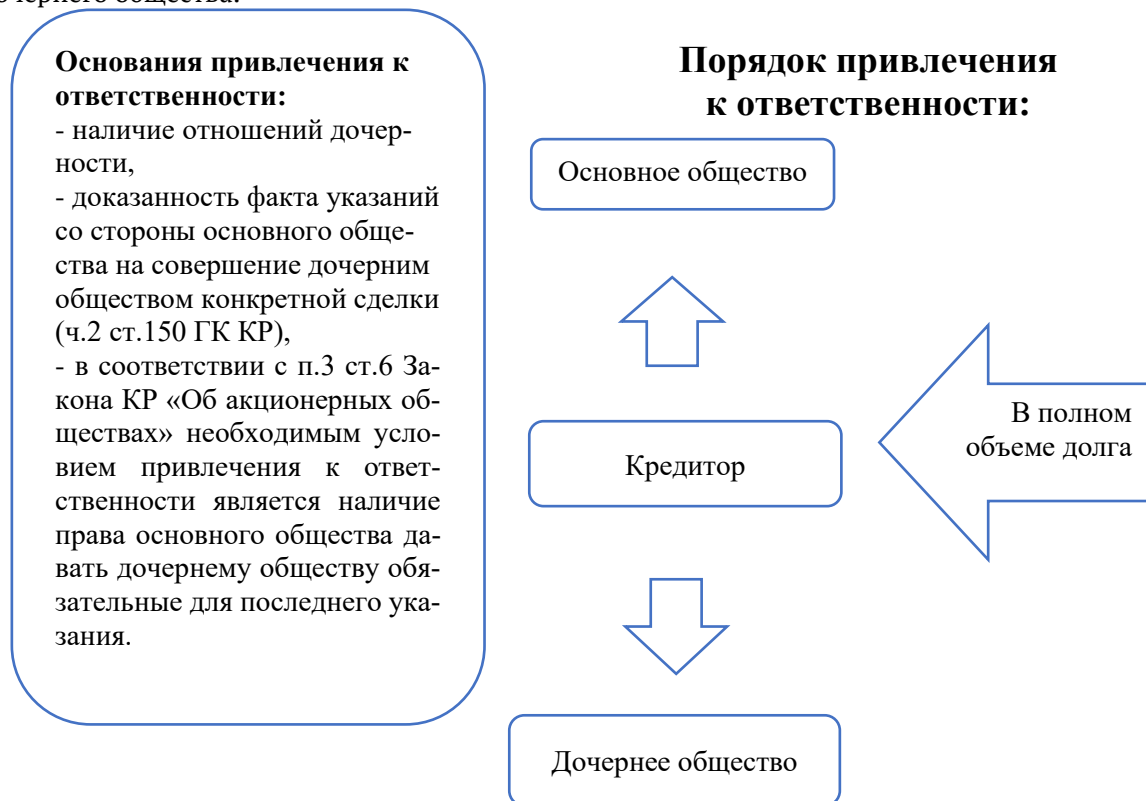 очернего общества.
Основания привлечения к
ответственности:
- наличие отношений дочер-
ности,
- доказанность факта указаний
со стороны основного обще-
ства на совершение дочерним
обществом конкретной сделки
(ч.2 ст.150 ГК КР),
- в соответствии с п.3 ст.6 За-
кона КР «Об акционерных об-
ществах» необходимым усло-
вием привлечения к ответ-
ственности является наличие
права основного общества да-
вать дочернему обществу обя-
зательные для последнего ука-
зания.
Порядок привлечения
к ответственности:
Основное общество
Кредитор
В полном
объеме долга
Дочернее общество